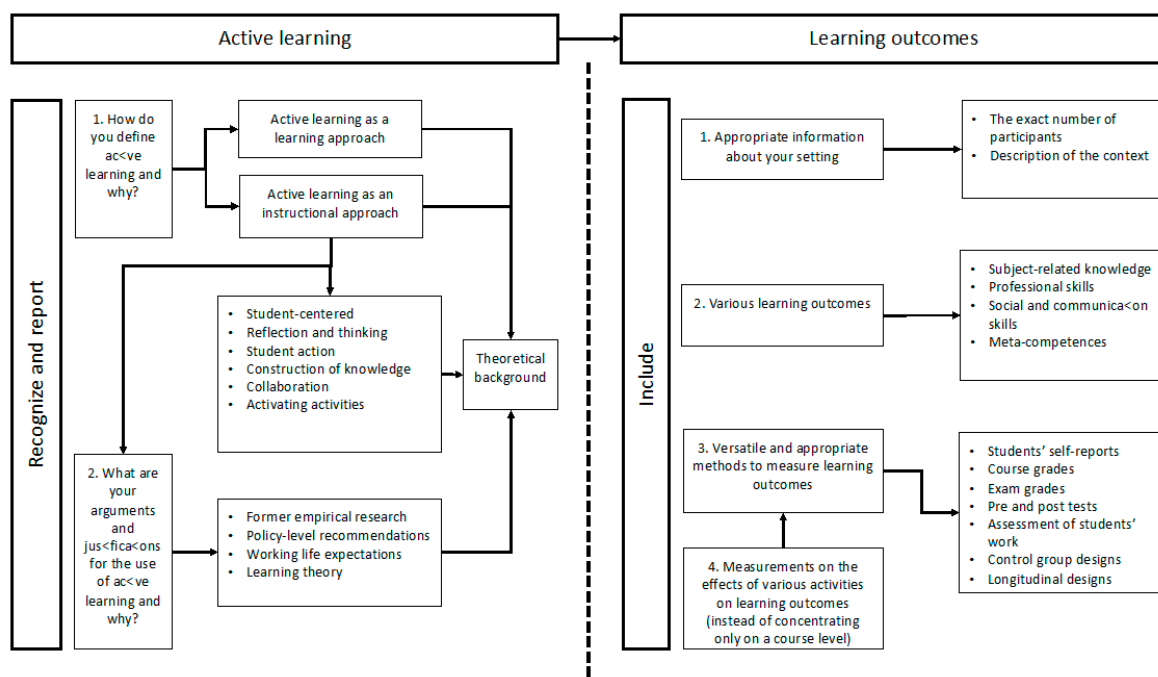 Active learning
Learning outcomes
Recognize and report
1. How do
you define
ac<ve
learning and
why?
Active learning as a
learning approach
Active learning as an
instructional approach
• Student-centered
• Reflection and thinking
• Student action
• Construction of knowledge
• Collaboration
• Activating activities
Theoretical
background
2. What are
your
arguments
and
jus<fica<ons
for the use
of ac<ve
learning and
why?
• Former empirical research
• Policy-level recommendations
• Working life expectations
• Learning theory
Include
1. Appropriate information
about your setting
• The exact number of
participants
• Description of the context
2. Various learning outcomes
• Subject-related knowledge
• Professional skills
• Social and communica<on
skills
• Meta-competences
3. Versatile and appropriate
methods to measure learning
outcomes
• Students' self-reports
• Course grades
• Exam grades
• Pre and post tests
• Assessment of students'
work
• Control group designs
• Longitudinal designs
4. Measurements on the
effects of various activities
on learning outcomes
(instead of concentrating
only on a course level)